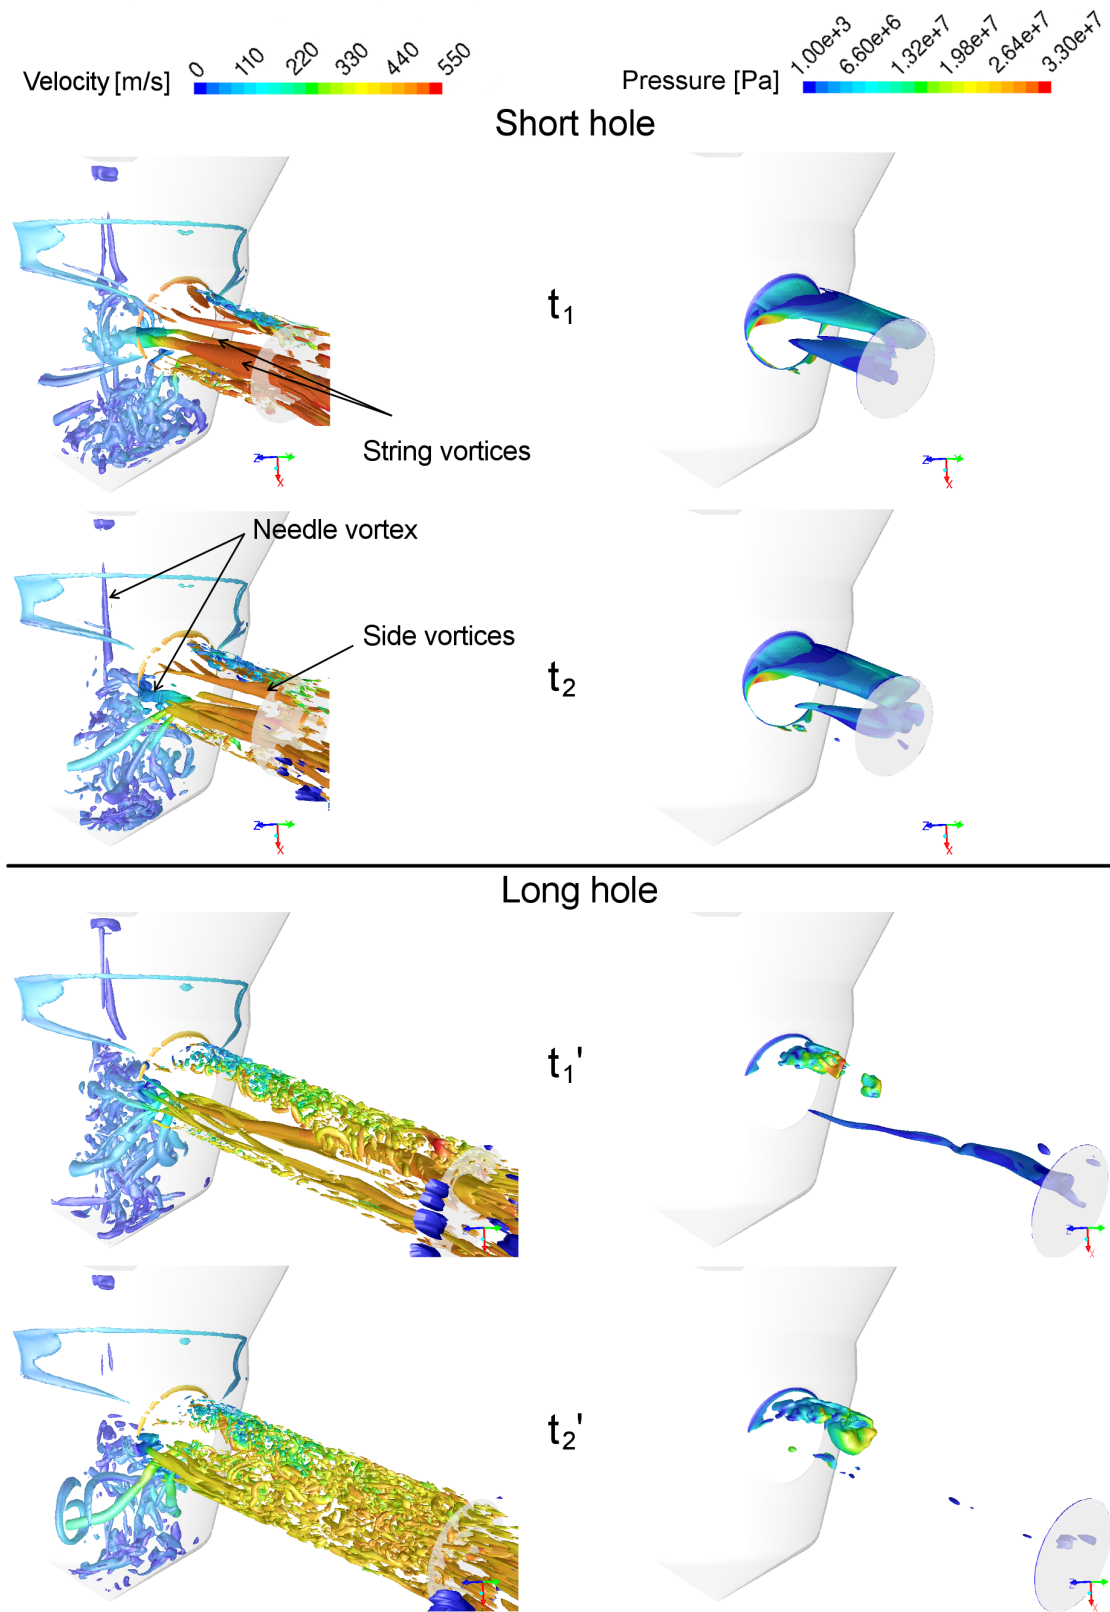 Velocity [m/s] 0 110 220 330 440 550
Pressure [Pa] 1.00e+3 6.60e+6 1.32e+7 1.98e+7 2.64e+7 3.30e+7
Short hole
t1
String vortices
Z Y X
Z Y X
Needle vortex
Side vortices
t2
Z Y X
Z Y X
Long hole
t1'
Z X
t2'
Z X